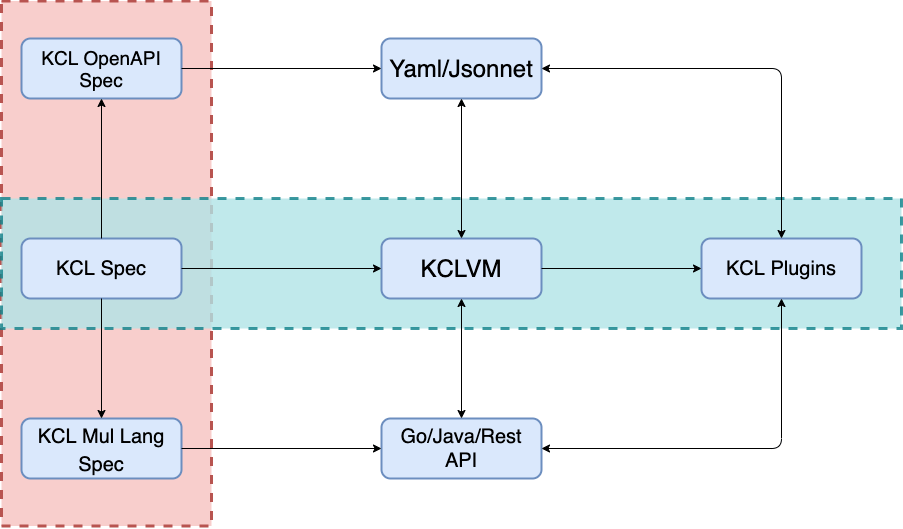 KCL OpenAPI
Spec
Yaml/Jsonnet
KCL Spec
KCLVM
KCL Plugins
KCL Mul Lang
Spec
Go/Java/Rest
API